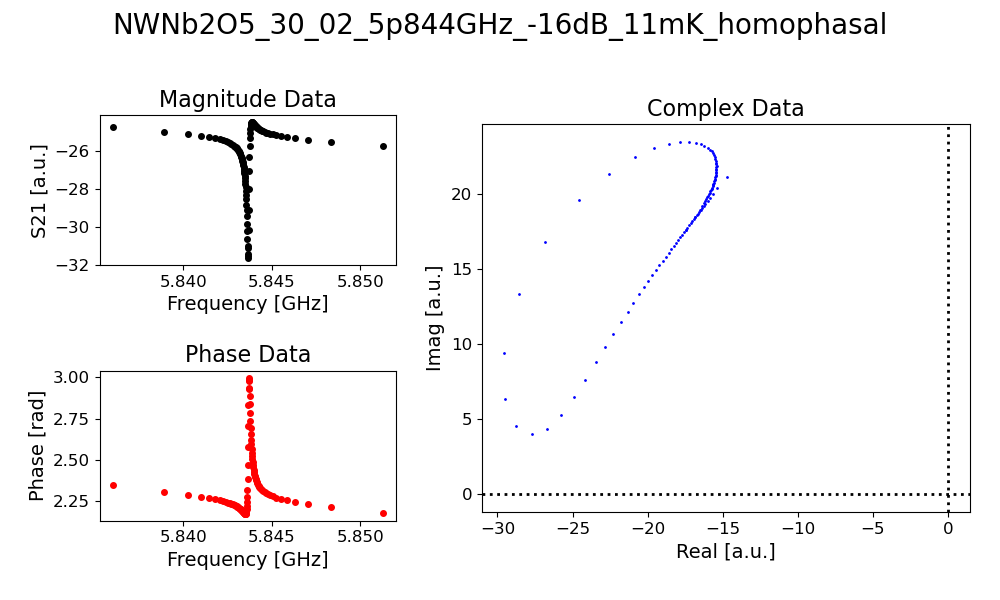 NWNb2O5_30_02_5p844GHz_-16dB_11mK_homophasal
Magnitude Data
S21 [a.u.]
−26
−28
−30
−32
5.840 5.845 5.850
Frequency [GHz]
Phase Data
Phase [rad]
3.00
2.75
2.50
2.25
5.840 5.845 5.850
Frequency [GHz]
Complex Data
Imag [a.u.]
20
15
10
5
0
−30 −25 −20 −15 −10 −5 0
Real [a.u.]